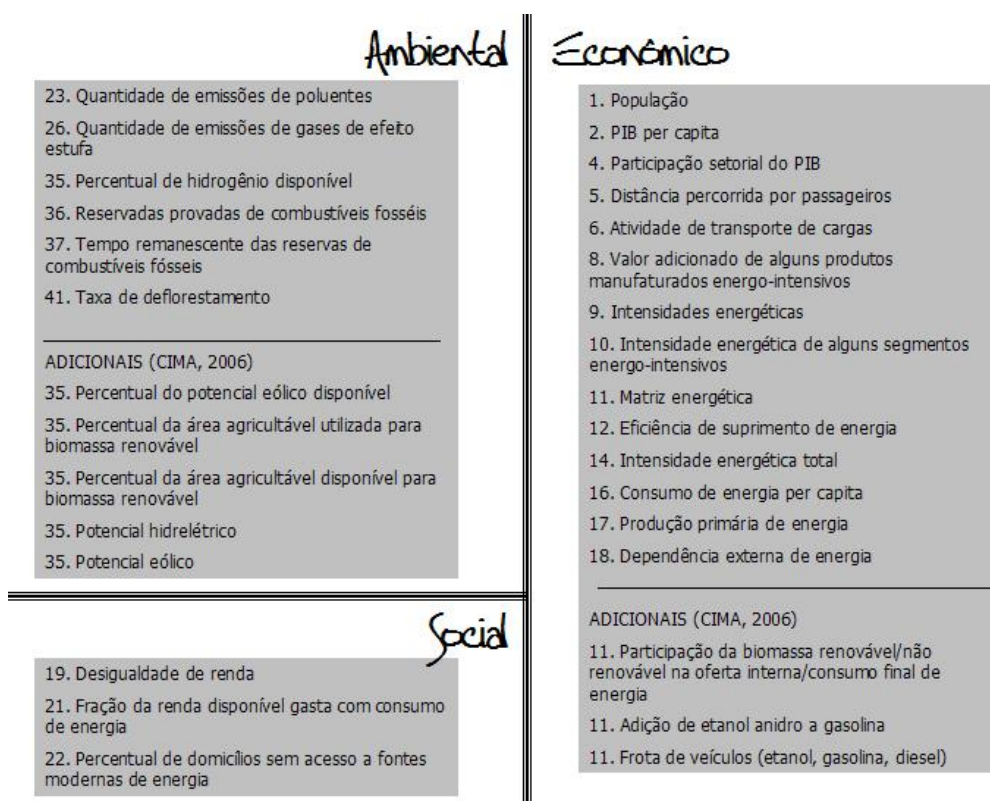 Ambiental
23. Quantidade de emissões de poluentes
26. Quantidade de emissões de gases de efeito
estufa
35. Percentual de hidrogênio disponível
36. Reservadas provadas de combustíveis fosséis
37. Tempo remanescente das reservas de
combustíveis fósseis
41. Taxa de deflorestamento
ADICIONAIS (CIMA, 2006)
35. Percentual do potencial eólico disponível
35. Percentual da área agricultável utilizada para
biomassa renovável
35. Percentual da área agricultável disponível para
biomassa renovável
35. Potencial hidrelétrico
35. Potencial eólico
Social
19. Desigualdade de renda
21. Fração da renda disponível gasta com consumo
de energia
22. Percentual de domicílios sem acesso a fontes
modernas de energia
Econômico
1. População
2. PIB per capita
4. Participação setorial do PIB
5. Distância percorrida por passageiros
6. Atividade de transporte de cargas
8. Valor adicionado de alguns produtos
manufaturados energo-intensivos
9. Intensidades energéticas
10. Intensidade energética de alguns segmentos
energo-intensivos
11. Matriz energética
12. Eficiência de suprimento de energia
14. Intensidade energética total
16. Consumo de energia per capita
17. Produção primária de energia
18. Dependência externa de energia
ADICIONAIS (CIMA, 2006)
11. Participação da biomassa renovável/não
renovável na oferta interna/consumo final de
energia
11. Adição de etanol anidro a gasolina
11. Frota de veículos (etanol, gasolina, diesel)